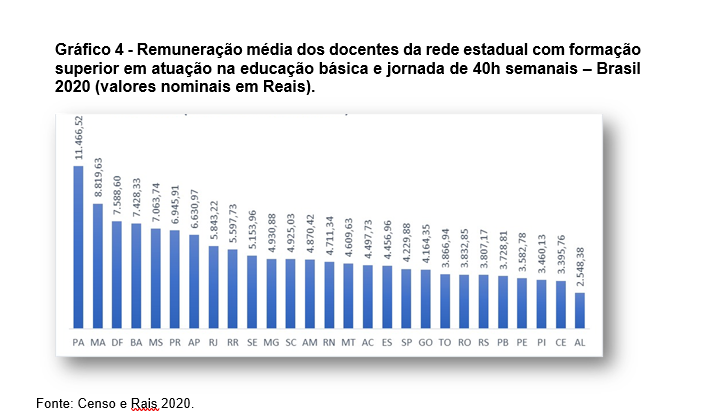 Gráfico 4 - Remuneração média dos docentes da rede estadual com formação
superior em atuação na educação básica e jornada de 40h semanais – Brasil
2020 (valores nominais em Reais).
11.466,52 8.819,63 7.588,60 7.428,33 7.063,74 6.945,91 6.630,97 5.843,22 5.597,73 5.153,96 4.930,88 4.925,03 4.870,42 4.711,34 4.609,63 4.497,73 4.456,96 4.229,88 4.164,35 3.866,94 3.832,85 3.807,17 3.728,81 3.582,78 3.460,13 3.395,76 2.548,38
PA MA DF BA MS PR AP RJ RR SE MG SC AM RN MT AC ES SP GO TO RO RS PB PE PI CE AL
Fonte: Censo e Rais 2020.